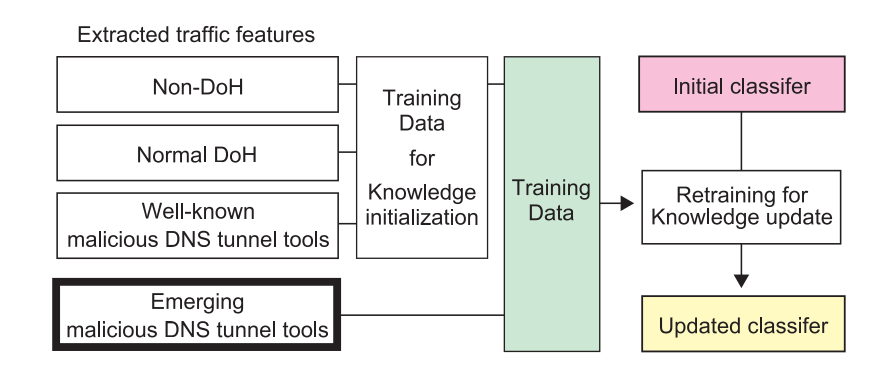 Extracted traffic features
Non-DoH
Normal DoH
Well-known
malicious DNS tunnel tools
Emerging
malicious DNS tunnel tools
Training
Data
for
Knowledge
initialization
Training
Data
Initial classifer
Retraining for
Knowledge update
Updated classifer